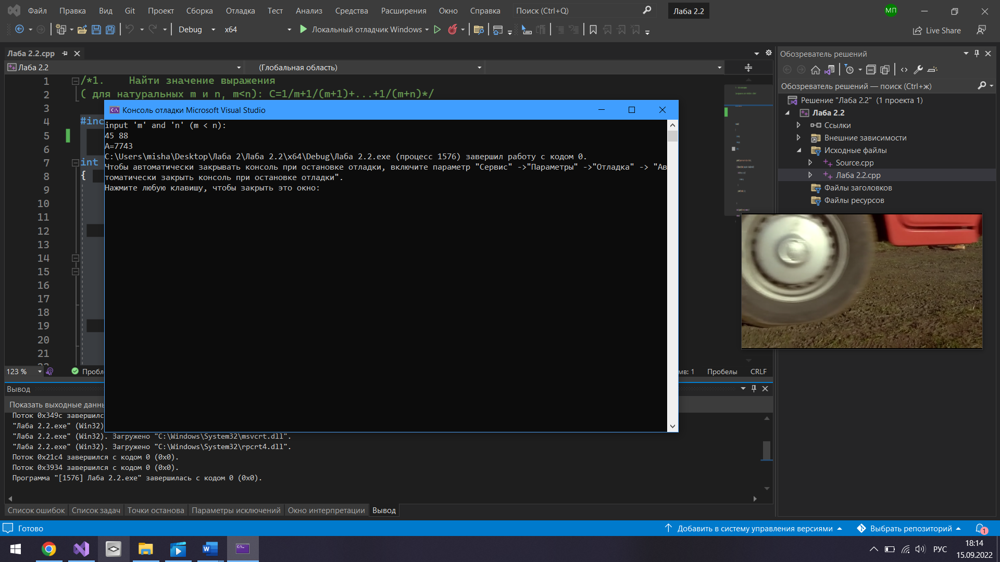 Файл Правка Вид Git Проект Сборка Отладка Тест Анализ Средства Расширения Окно Справка Поиск (Ctrl+Q) Лаба 2.2 МП
Debug x64 Локальный отладчик Windows Live Share
Лаба 2.2.cpp
Лаба 2.2 (Глобальная область)
1 /*1. Найти значение выражения
2 ( для натуральных m и n, m<n): C=1/m+1/(m+1)+...+1/(m+n)*/
3
4 #inc
5
6
7 int
8 {
9
10
11
12
13
14
15
16
17
18
19
20
21
Консоль отладки Microsoft Visual Studio
input 'm' and 'n' (m < n):
45 88
A=7743
C:\Users\misha\Desktop\Лаба 2\Лаба 2.2\x64\Debug\Лаба 2.2.exe (процесс 1576) завершил работу с кодом 0.
Чтобы автоматически закрывать консоль при остановке отладки, включите параметр "Сервис" ->"Параметры" ->"Отладка" -> "Ав
томатически закрыть консоль при остановке отладки".
Нажмите любую клавишу, чтобы закрыть это окно:
Обозреватель решений
Обозреватель решений — поиск (Ctrl+ж)
Решение "Лаба 2.2" (1 проекта 1)
Лаба 2.2
Ссылки
Внешние зависимости
Исходные файлы
Source.cpp
Лаба 2.2.cpp
Файлы заголовков
Файлы ресурсов
123 % Пробл мв: 1 Пробелы CRLF
Вывод
Показать выходные данны
Поток 0x349c завершилс
"Лаба 2.2.exe" (Win32)
"Лаба 2.2.exe" (Win32). Загружено "C:\Windows\System32\msvcrt.dll".
"Лаба 2.2.exe" (Win32). Загружено "C:\Windows\System32\rpcrt4.dll".
Поток 0x21c4 завершился с кодом 0 (0x0).
Поток 0x3934 завершился с кодом 0 (0x0).
Программа "[1576] Лаба 2.2.exe" завершилась с кодом 0 (0x0).
Список ошибок Список задач Точки останова Параметры исключений Окно интерпретации Вывод
Готово Добавить в систему управления версиями Выбрать репозиторий 1
РУС 18:14
15.09.2022